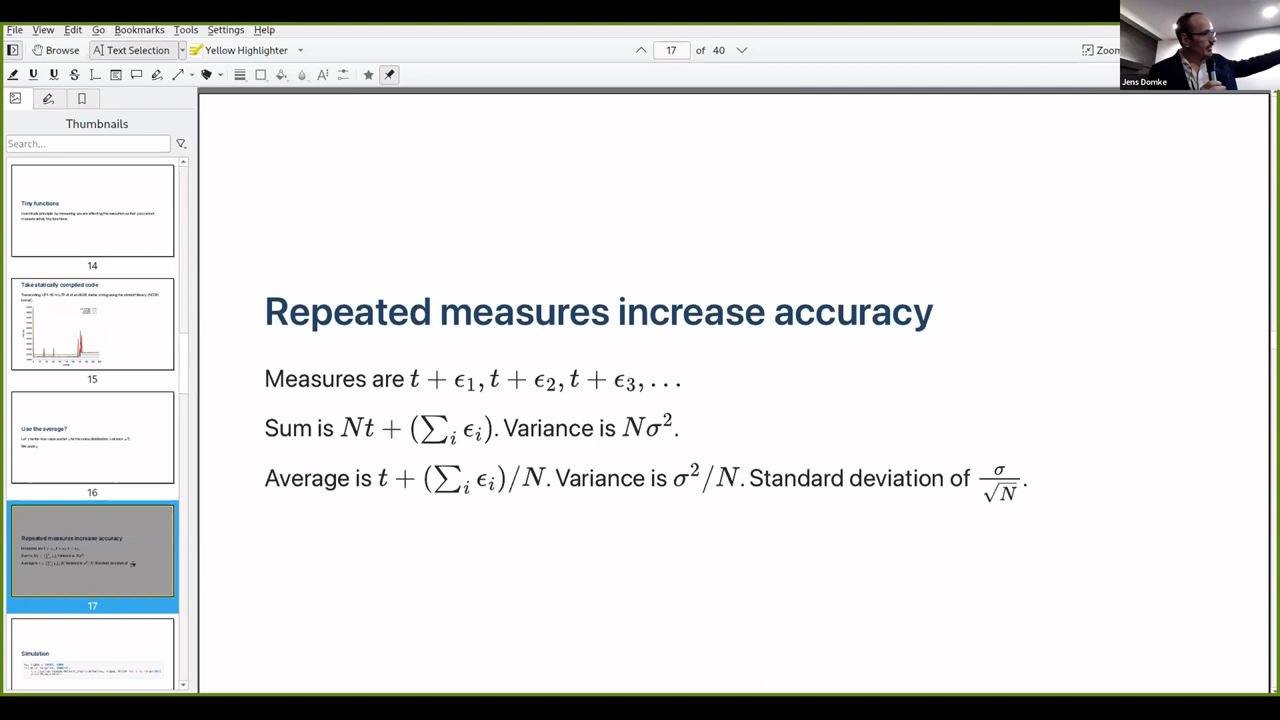 File View Edit Go Bookmarks Tools Settings Help
Browse Text Selection Yellow Highlighter 17 of 40 Zoom
Jens Domke
Thumbnails
Search...
Tiny functions
14
Take statically compiled code
15
Use the average?
16
Repeated measures increase accuracy
17
Simulation
Repeated measures increase accuracy
Measures are t + ϵ₁, t + ϵ₂, t + ϵ₃, . . .
Sum is Nt + (∑ᵢ ϵᵢ). Variance is Nσ².
Average is t + (∑ᵢ ϵᵢ)/N. Variance is σ²/N. Standard deviation of σ/√N.